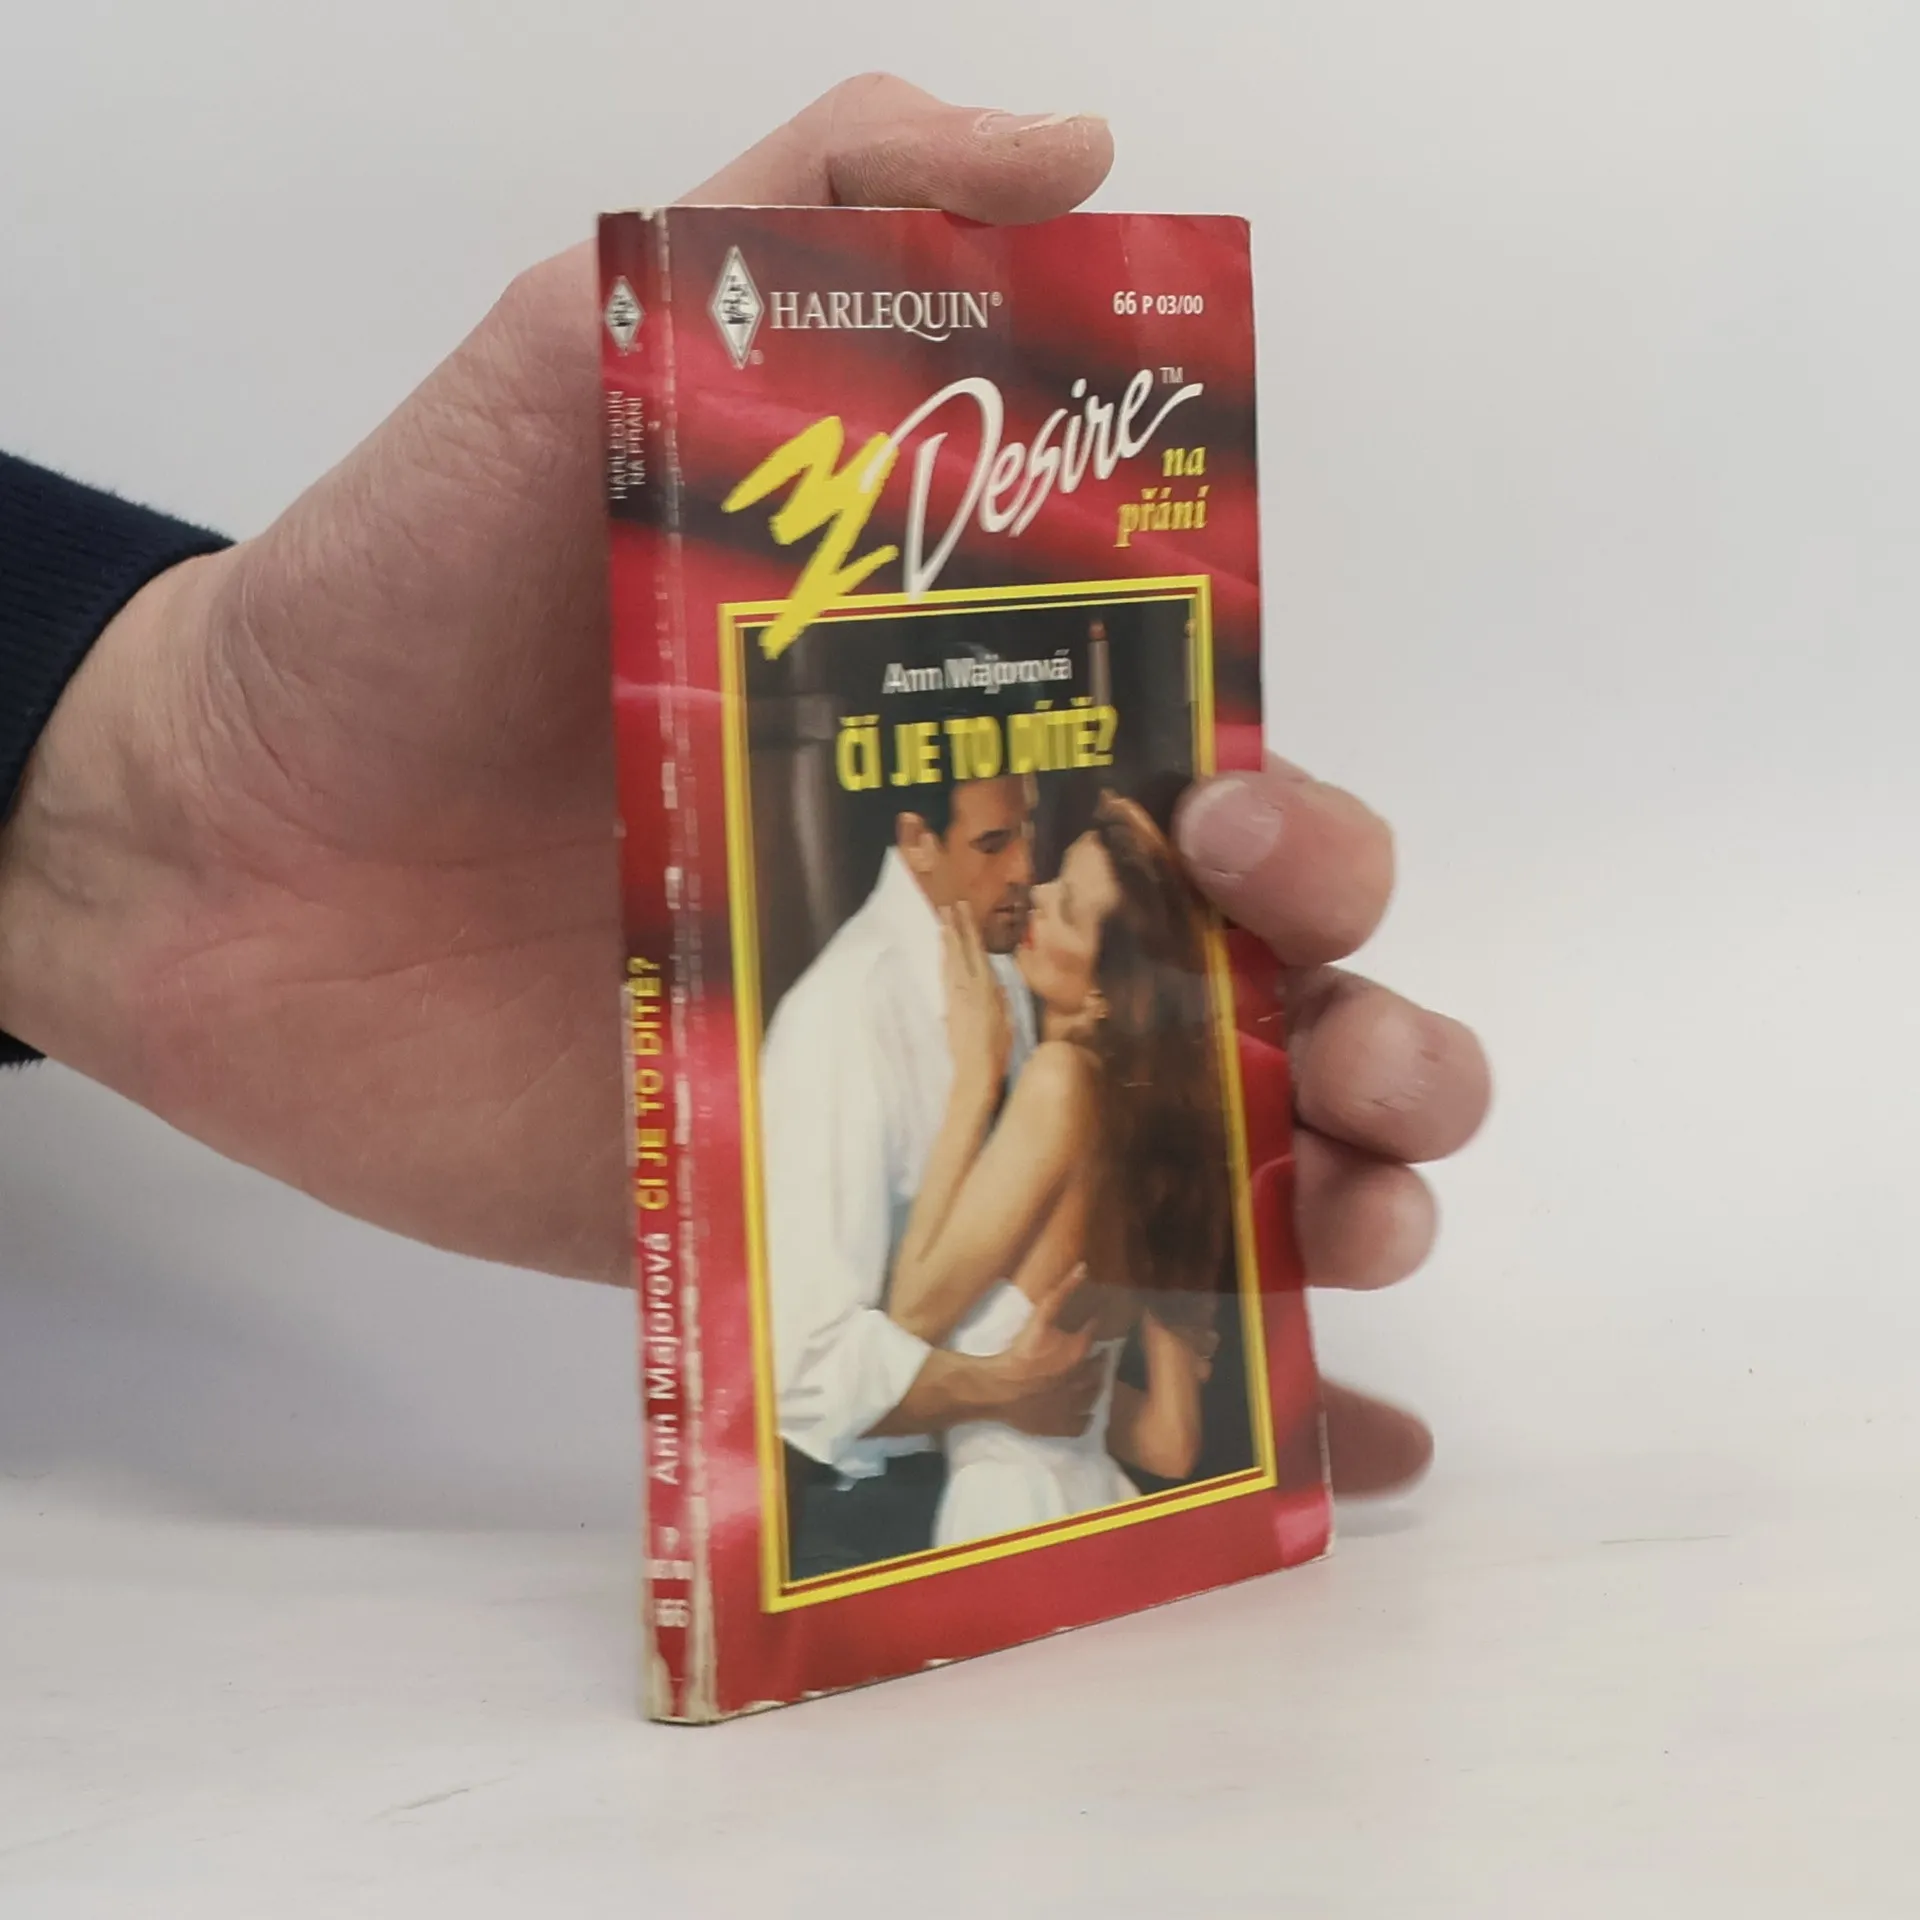 HARLEQUIN®
66 P 03/00
Desire™
na
přání
Ann Majorová
ČÍ JE TO DÍTĚ?
HARLEQUIN
NA PŘÁNÍ
Ann Majorová ČÍ JE TO DÍTĚ?